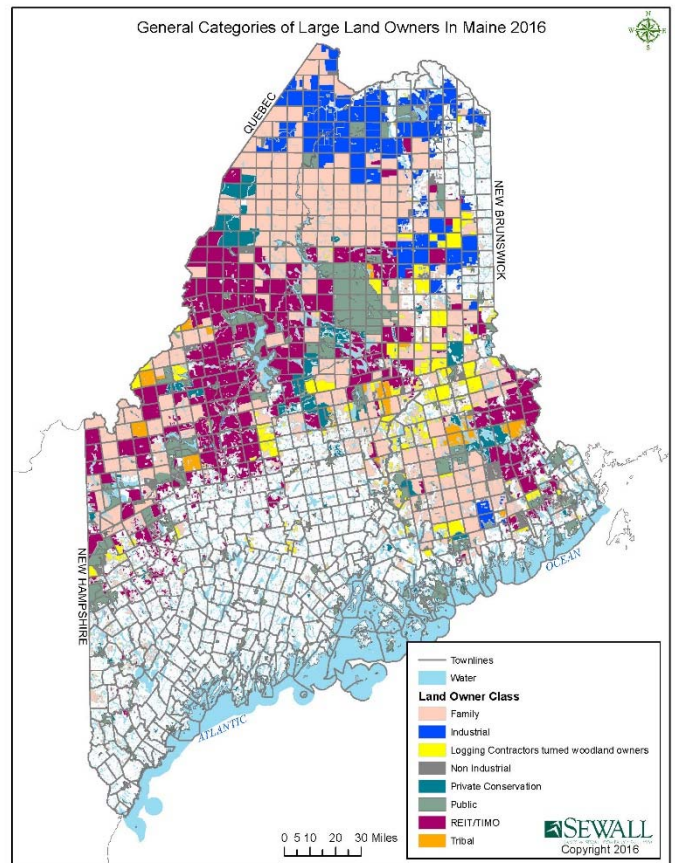 General Categories of Large Land Owners In Maine 2016
N
W
E
S
QUEBEC
NEW BRUNSWICK
NEW HAMPSHIRE
ATLANTIC
OCEAN
Townlines
Water
Land Owner Class
Family
Industrial
Logging Contractors turned woodland owners
Non Industrial
Private Conservation
Public
REIT/TIMO
Tribal
0 5 10 20 30 Miles
SEWALL
Copyright 2016